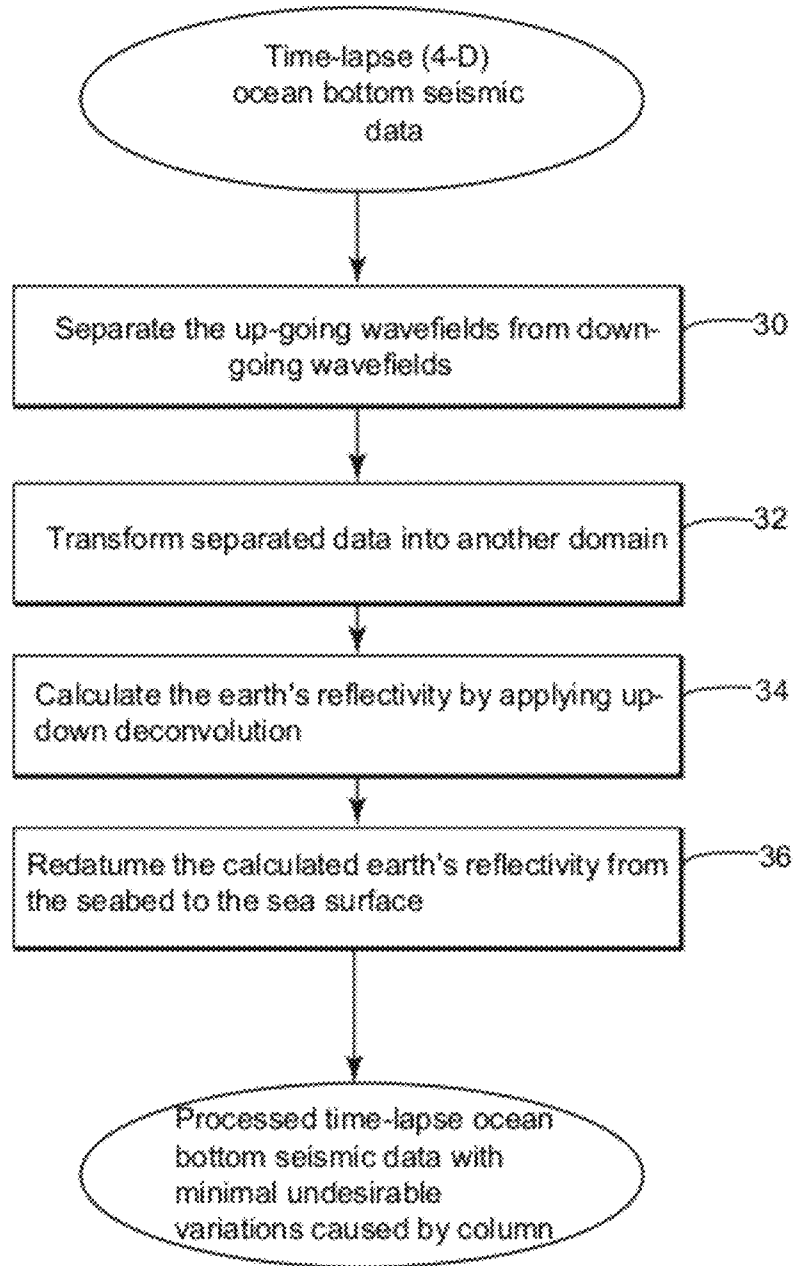 Time-lapse (4-D)
ocean bottom seismic
data
Separate the up-going wavefields from down-
going wavefields
30
Transform separated data into another domain
32
Calculate the earth's reflectivity by applying up-
down deconvolution
34
Redatume the calculated earth's reflectivity from
the seabed to the sea surface
36
Processed time-lapse ocean
bottom seismic data with
minimal undesirable
variations caused by column